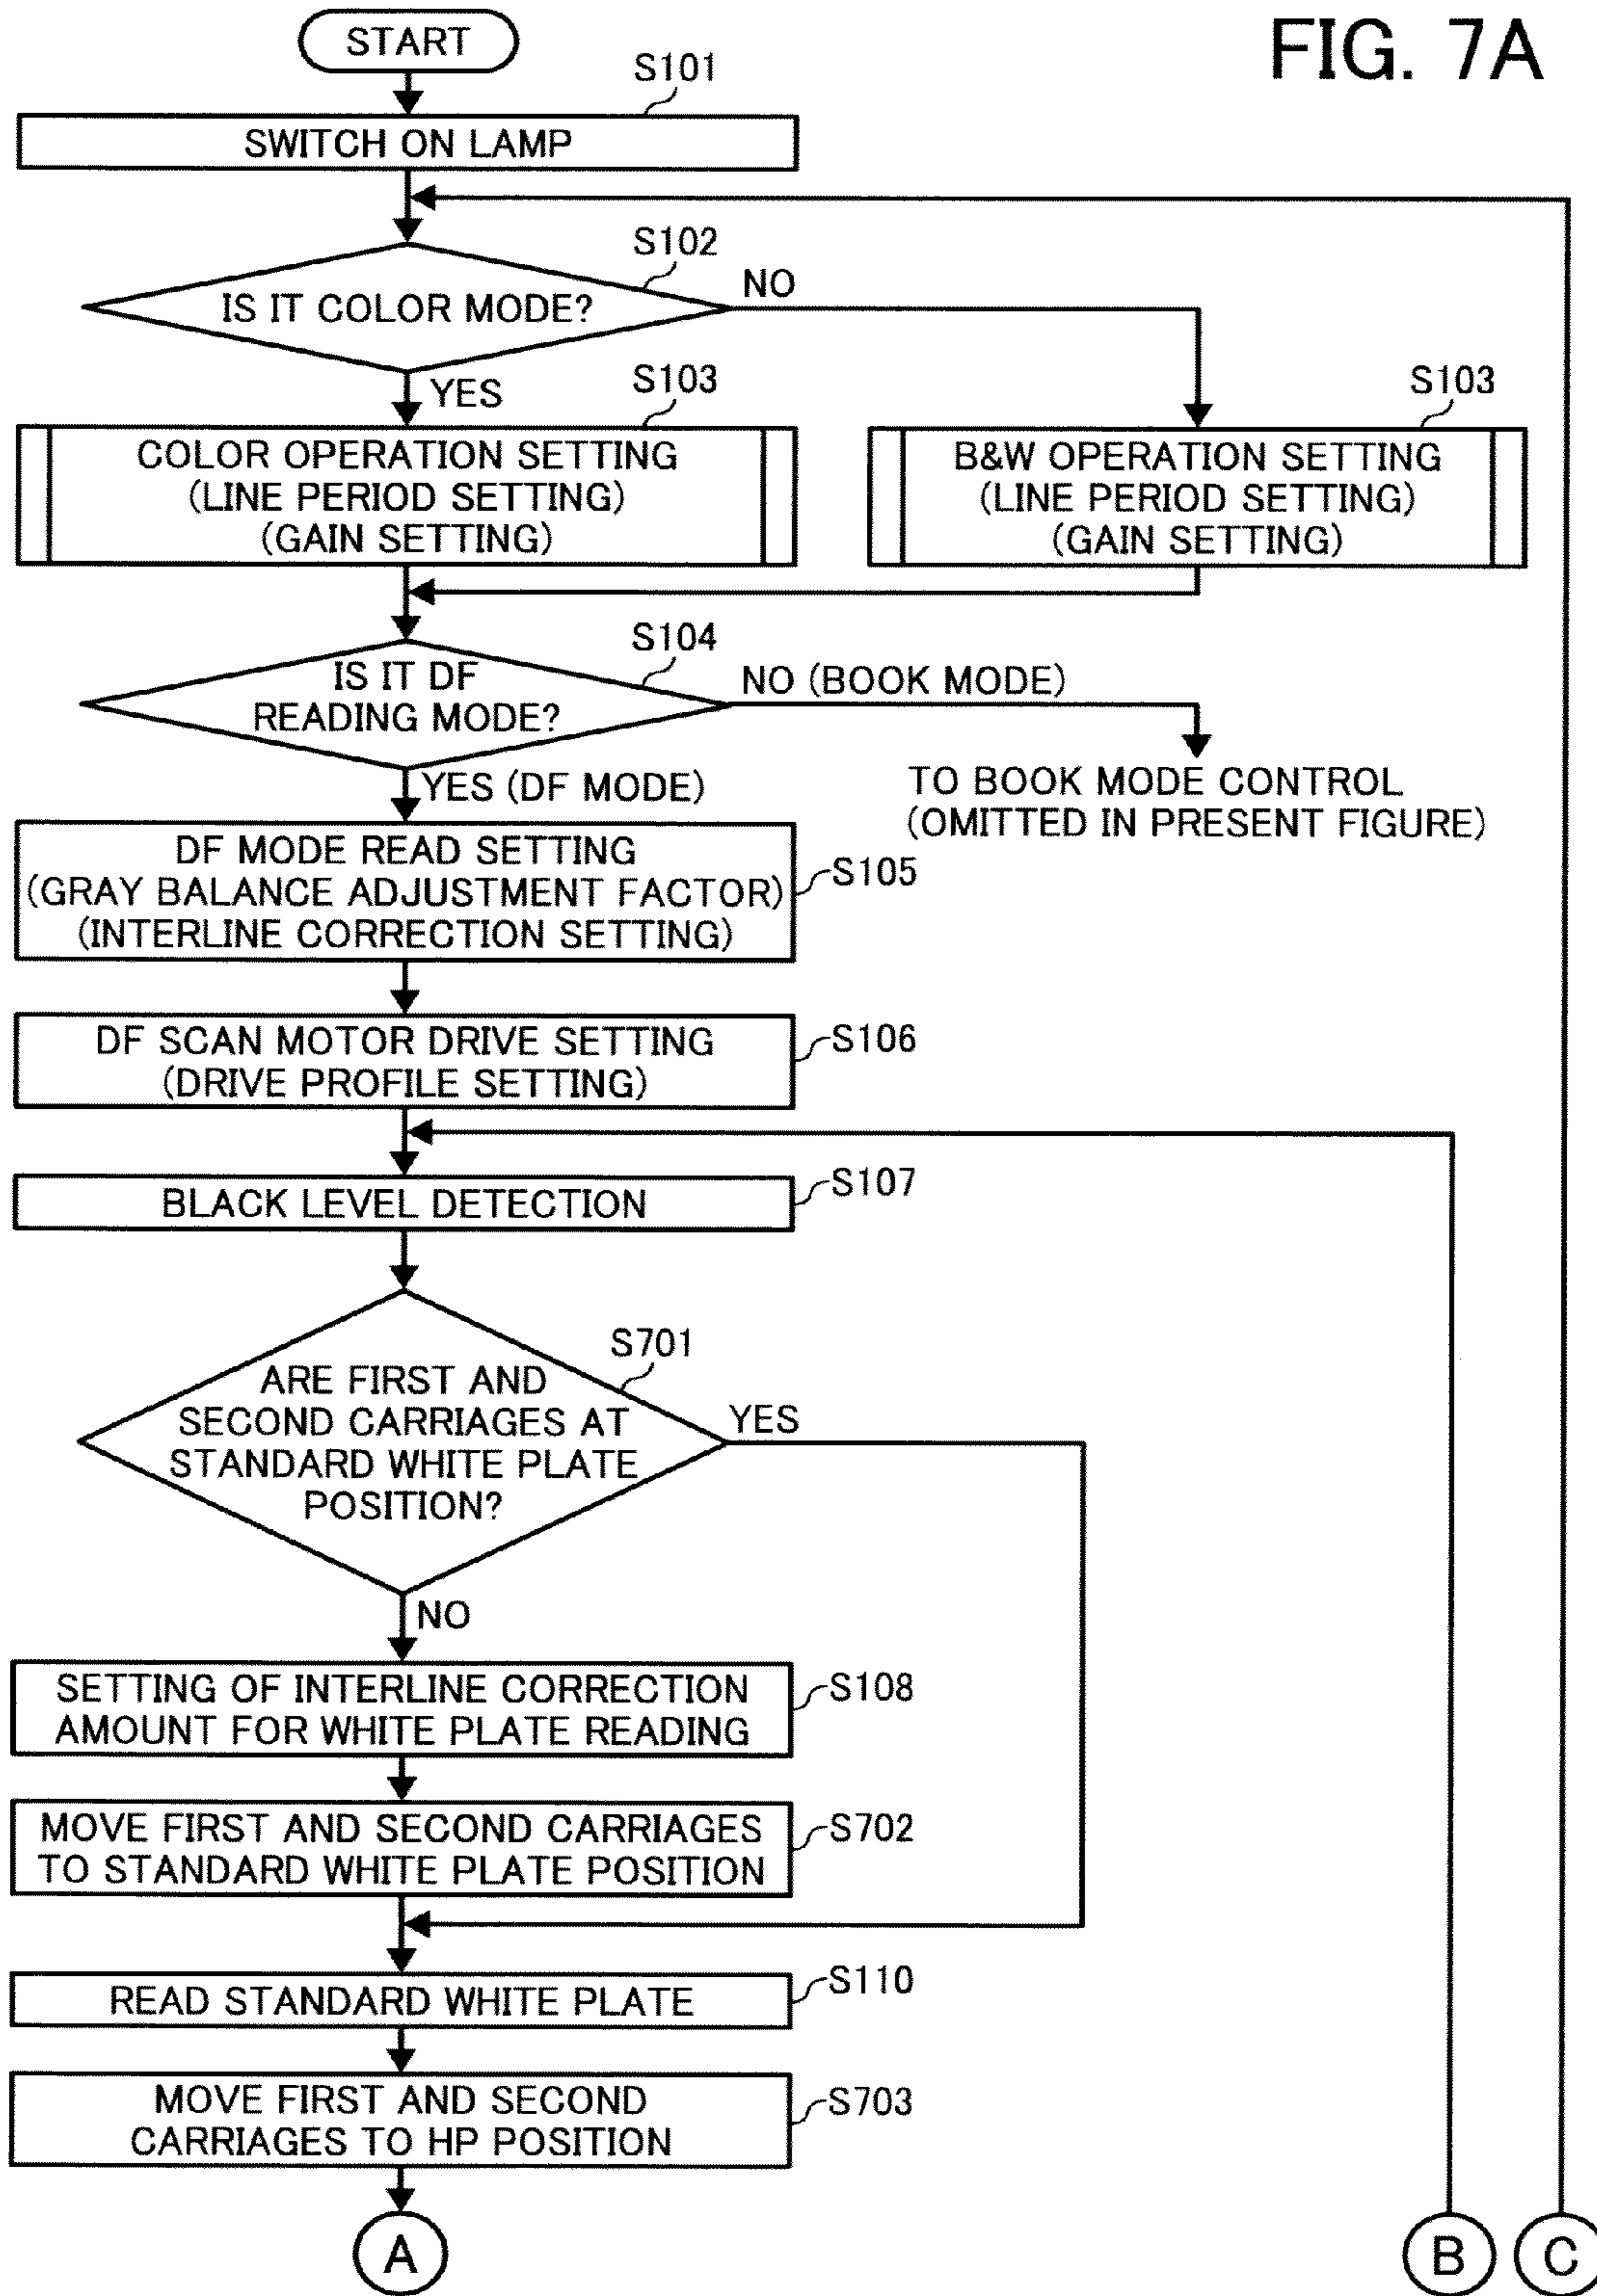 FIG. 7A
START
S101
SWITCH ON LAMP
S102
IS IT COLOR MODE?
NO
YES
S103
COLOR OPERATION SETTING
(LINE PERIOD SETTING)
(GAIN SETTING)
S103
B&W OPERATION SETTING
(LINE PERIOD SETTING)
(GAIN SETTING)
S104
IS IT DF
READING MODE?
NO (BOOK MODE)
TO BOOK MODE CONTROL
(OMITTED IN PRESENT FIGURE)
YES (DF MODE)
DF MODE READ SETTING
(GRAY BALANCE ADJUSTMENT FACTOR)
(INTERLINE CORRECTION SETTING)
S105
DF SCAN MOTOR DRIVE SETTING
(DRIVE PROFILE SETTING)
S106
BLACK LEVEL DETECTION
S107
S701
ARE FIRST AND
SECOND CARRIAGES AT
STANDARD WHITE PLATE
POSITION?
YES
NO
SETTING OF INTERLINE CORRECTION
AMOUNT FOR WHITE PLATE READING
S108
MOVE FIRST AND SECOND CARRIAGES
TO STANDARD WHITE PLATE POSITION
S702
READ STANDARD WHITE PLATE
S110
MOVE FIRST AND SECOND
CARRIAGES TO HP POSITION
S703
A
B
C